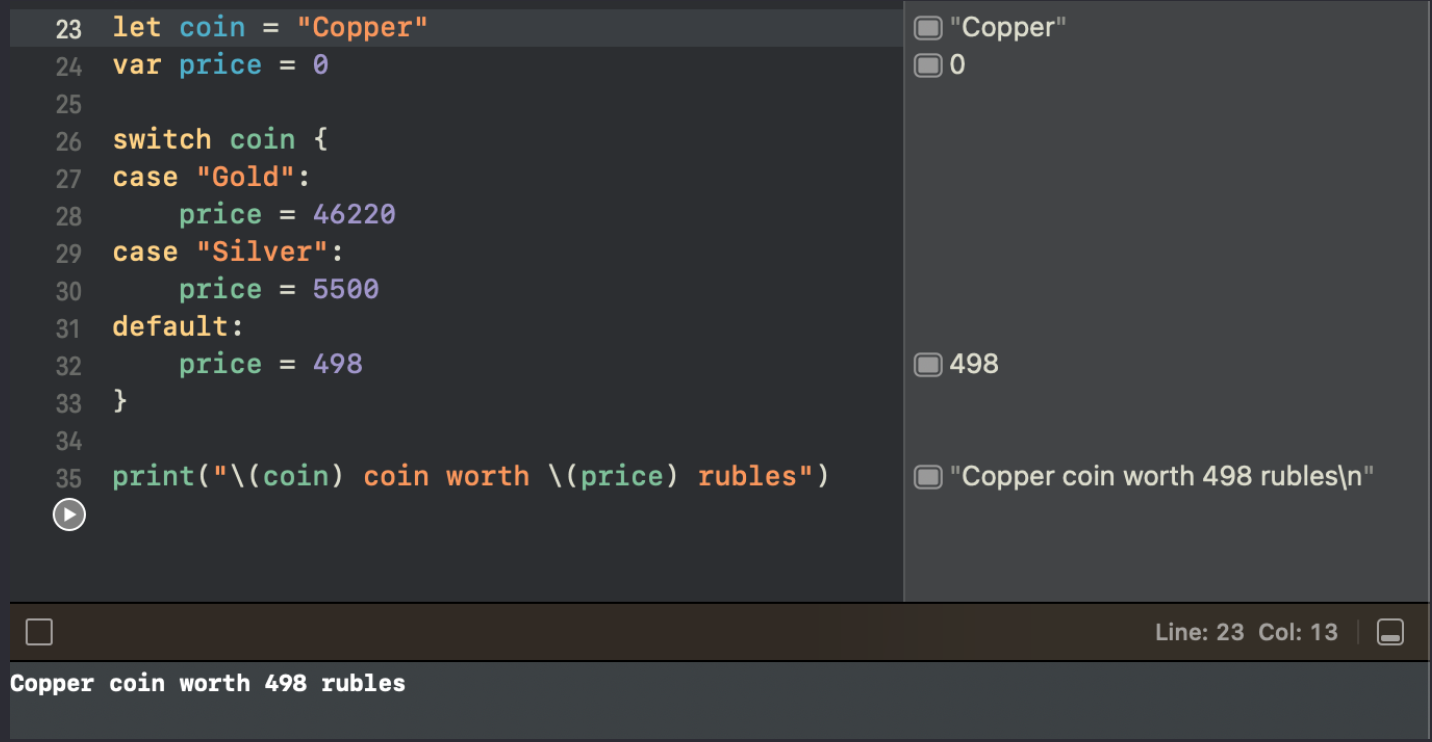 23 let coin = "Copper"
"Copper"
24 var price = 0
0
25
26 switch coin {
27 case "Gold":
28     price = 46220
29 case "Silver":
30     price = 5500
31 default:
32     price = 498
498
33 }
34
35 print("\(coin) coin worth \(price) rubles")
"Copper coin worth 498 rubles\n"
Line: 23 Col: 13
Copper coin worth 498 rubles